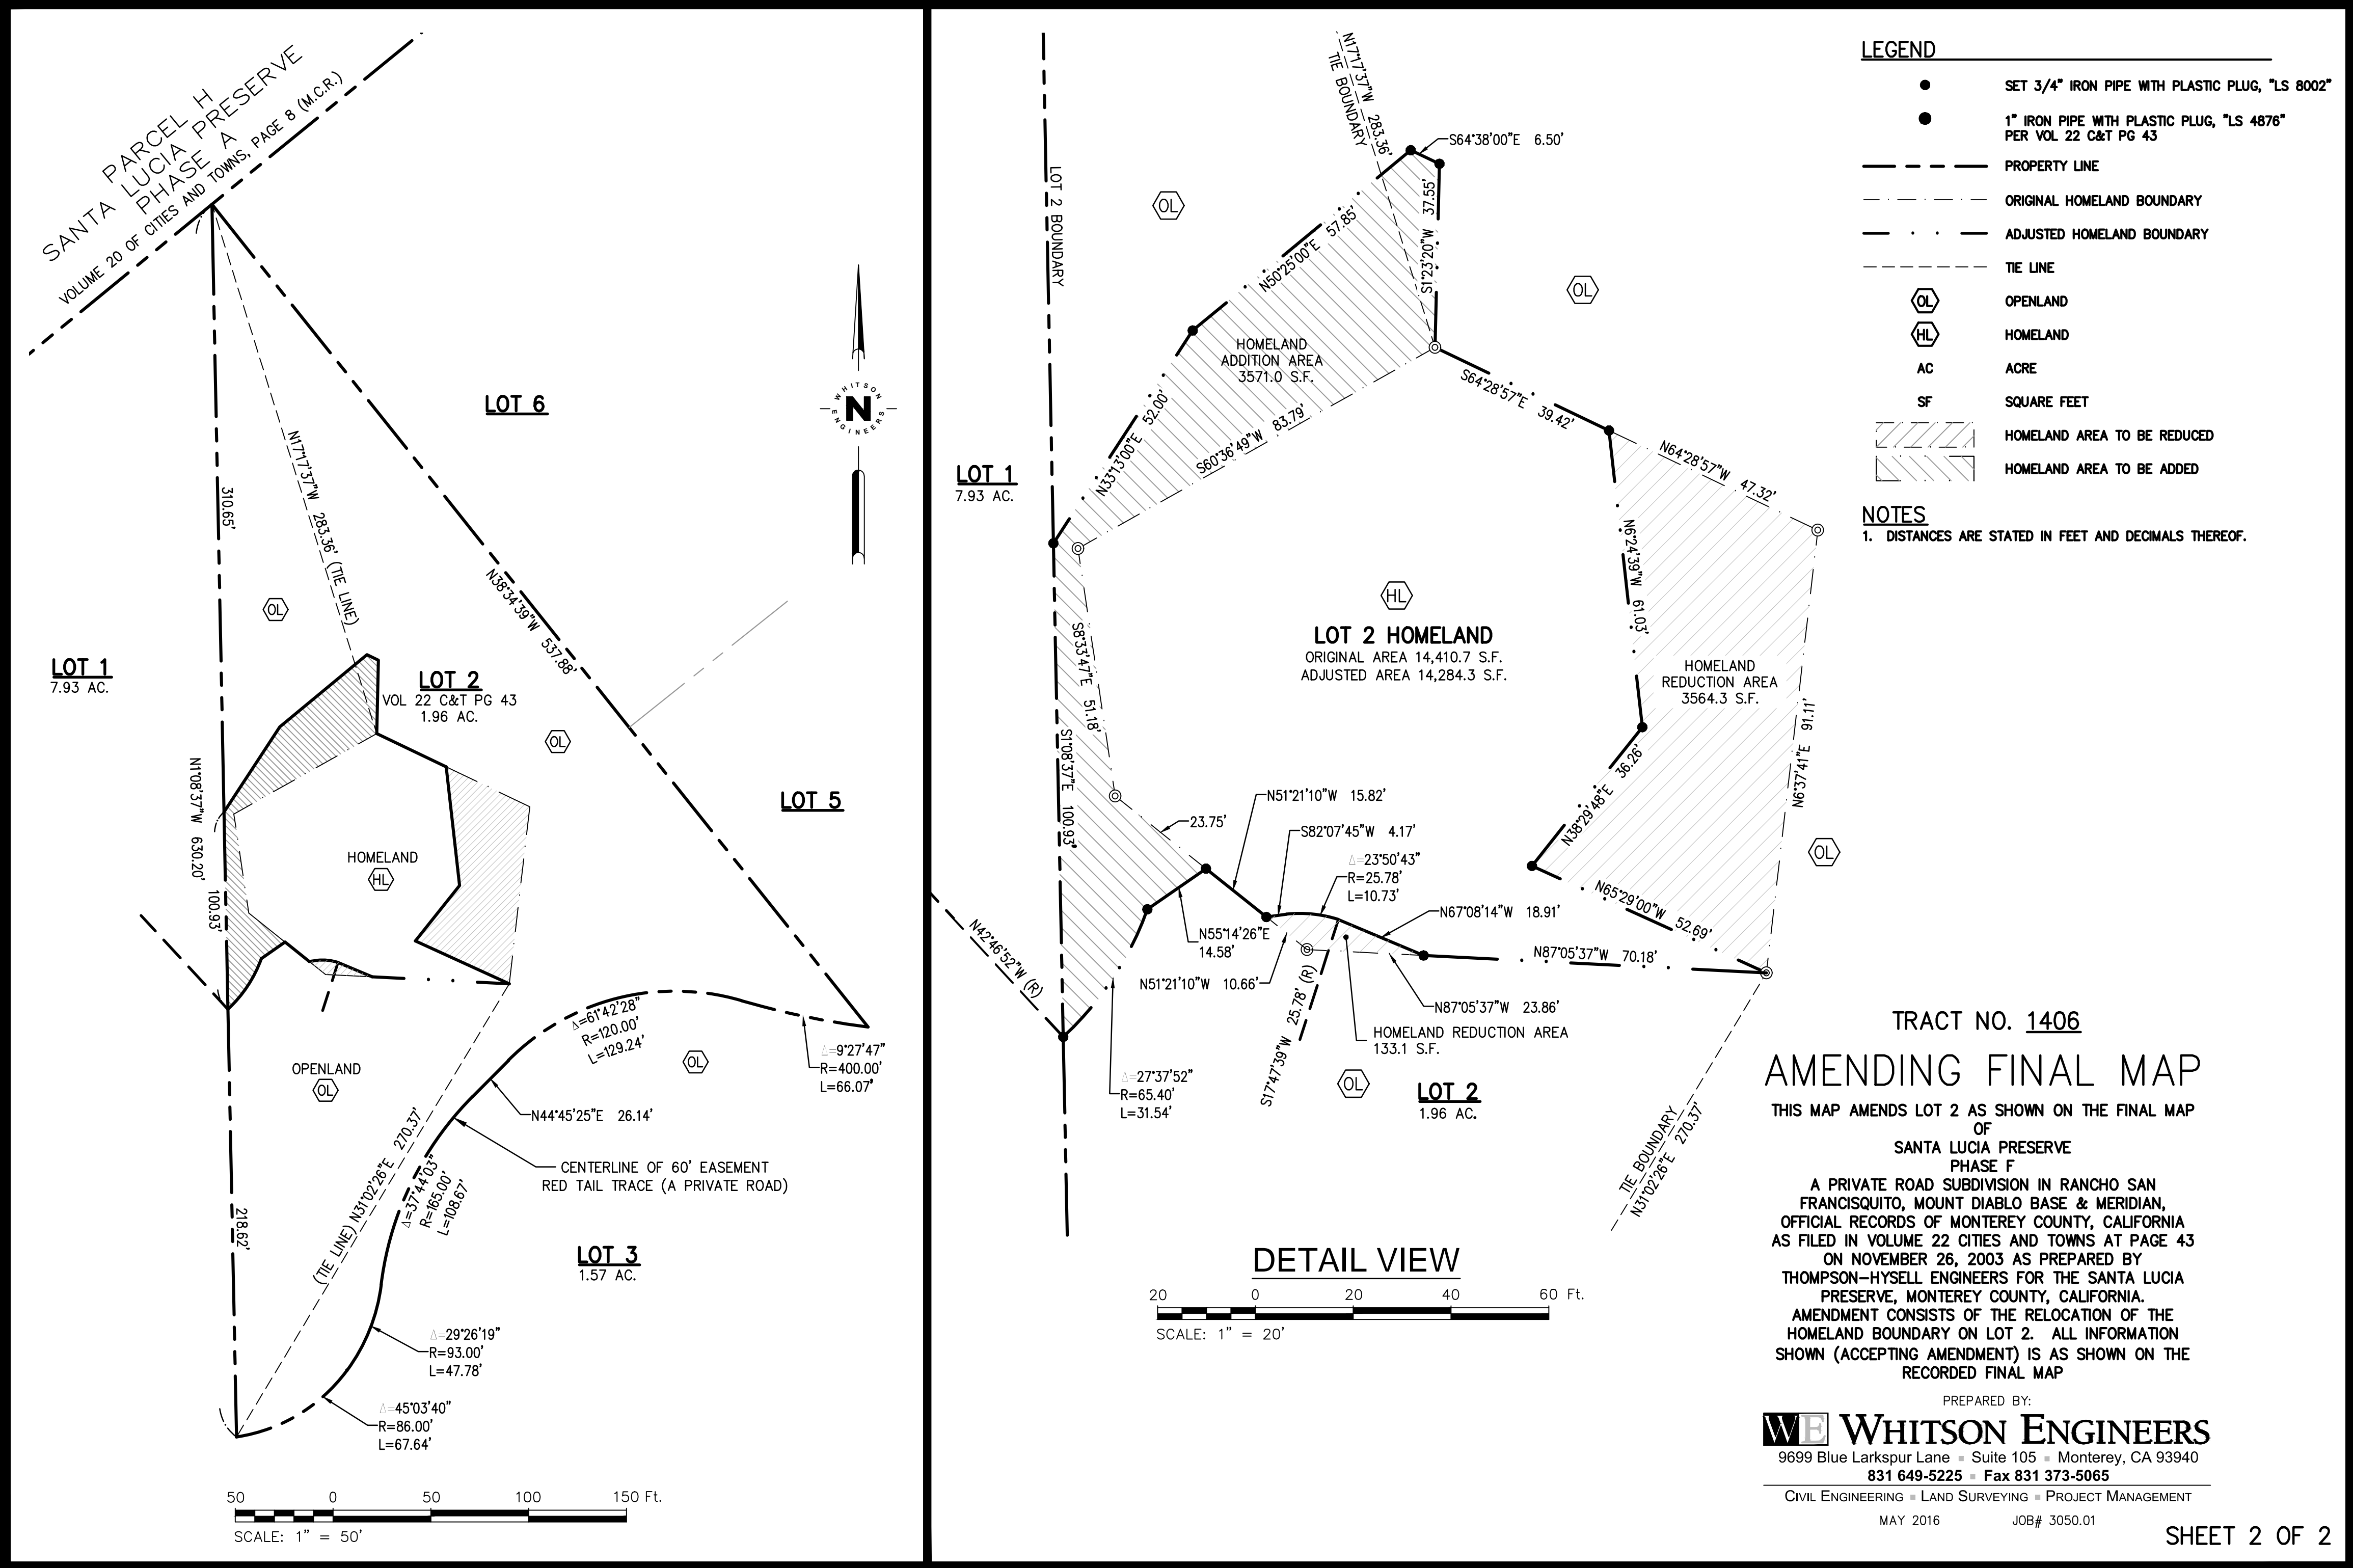 PARCEL H
SANTA LUCIA PRESERVE
PHASE A
VOLUME 20 OF CITIES AND TOWNS, PAGE 8 (M.C.R.)
LOT 6
N17°17'37"W 283.36' (TIE LINE)
310.65'
N38°34'39"W 537.88'
WHITSON ENGINEERS
N
OL
LOT 1
7.93 AC.
LOT 2
VOL 22 C&T PG 43
1.96 AC.
OL
LOT 5
N1°08'37"W 630.20'
100.93'
HOMELAND
HL
OPENLAND
OL
Δ=61°42'28"
R=120.00'
L=129.24'
OL
Δ=9°27'47"
R=400.00'
L=66.07'
N44°45'25"E 26.14'
CENTERLINE OF 60' EASEMENT
RED TAIL TRACE (A PRIVATE ROAD)
(TIE LINE) N31°02'26"E 270.37'
Δ=37°44'03"
R=165.00'
L=108.67'
218.62'
LOT 3
1.57 AC.
Δ=29°26'19"
R=93.00'
L=47.78'
Δ=45°03'40"
R=86.00'
L=67.64'
50 0 50 100 150 Ft.
SCALE: 1" = 50'
N17°17'37"W 283.36'
TIE BOUNDARY
S64°38'00"E 6.50'
LOT 2 BOUNDARY
OL
S1°23'20"W 37.55'
N50°25'00"E 57.85'
OL
HOMELAND
ADDITION AREA
3571.0 S.F.
S64°28'57"E 39.42'
N33°13'00"E 52.00'
S60°36'49"W 83.79'
N64°28'57"W 47.32'
LOT 1
7.93 AC.
N6°24'39"W 61.03'
HL
LOT 2 HOMELAND
ORIGINAL AREA 14,410.7 S.F.
ADJUSTED AREA 14,284.3 S.F.
S8°33'47"E 51.18'
HOMELAND
REDUCTION AREA
3564.3 S.F.
S1°08'37"E 100.93'
N6°37'41"E 91.11'
N38°29'48"E 36.26'
N51°21'10"W 15.82'
23.75'
S82°07'45"W 4.17'
Δ=23°50'43"
R=25.78'
L=10.73'
OL
N65°29'00"W 52.69'
N67°08'14"W 18.91'
N55°14'26"E
14.58'
N42°46'52"W (R)
N87°05'37"W 70.18'
N51°21'10"W 10.66'
N87°05'37"W 23.86'
S17°47'39"W 25.78' (R)
HOMELAND REDUCTION AREA
133.1 S.F.
Δ=27°37'52"
R=65.40'
L=31.54'
OL
LOT 2
1.96 AC.
TIE BOUNDARY
N31°02'26"E 270.37'
DETAIL VIEW
20 0 20 40 60 Ft.
SCALE: 1" = 20'
LEGEND
SET 3/4" IRON PIPE WITH PLASTIC PLUG, "LS 8002"
1" IRON PIPE WITH PLASTIC PLUG, "LS 4876"
PER VOL 22 C&T PG 43
PROPERTY LINE
ORIGINAL HOMELAND BOUNDARY
ADJUSTED HOMELAND BOUNDARY
TIE LINE
OL OPENLAND
HL HOMELAND
AC ACRE
SF SQUARE FEET
HOMELAND AREA TO BE REDUCED
HOMELAND AREA TO BE ADDED
NOTES
1. DISTANCES ARE STATED IN FEET AND DECIMALS THEREOF.
TRACT NO. 1406
AMENDING FINAL MAP
THIS MAP AMENDS LOT 2 AS SHOWN ON THE FINAL MAP
OF
SANTA LUCIA PRESERVE
PHASE F
A PRIVATE ROAD SUBDIVISION IN RANCHO SAN
FRANCISQUITO, MOUNT DIABLO BASE & MERIDIAN,
OFFICIAL RECORDS OF MONTEREY COUNTY, CALIFORNIA
AS FILED IN VOLUME 22 CITIES AND TOWNS AT PAGE 43
ON NOVEMBER 26, 2003 AS PREPARED BY
THOMPSON-HYSELL ENGINEERS FOR THE SANTA LUCIA
PRESERVE, MONTEREY COUNTY, CALIFORNIA.
AMENDMENT CONSISTS OF THE RELOCATION OF THE
HOMELAND BOUNDARY ON LOT 2. ALL INFORMATION
SHOWN (ACCEPTING AMENDMENT) IS AS SHOWN ON THE
RECORDED FINAL MAP
PREPARED BY:
WE WHITSON ENGINEERS
9699 Blue Larkspur Lane ▪ Suite 105 ▪ Monterey, CA 93940
831 649-5225 ▪ Fax 831 373-5065
CIVIL ENGINEERING ▪ LAND SURVEYING ▪ PROJECT MANAGEMENT
MAY 2016 JOB# 3050.01
SHEET 2 OF 2